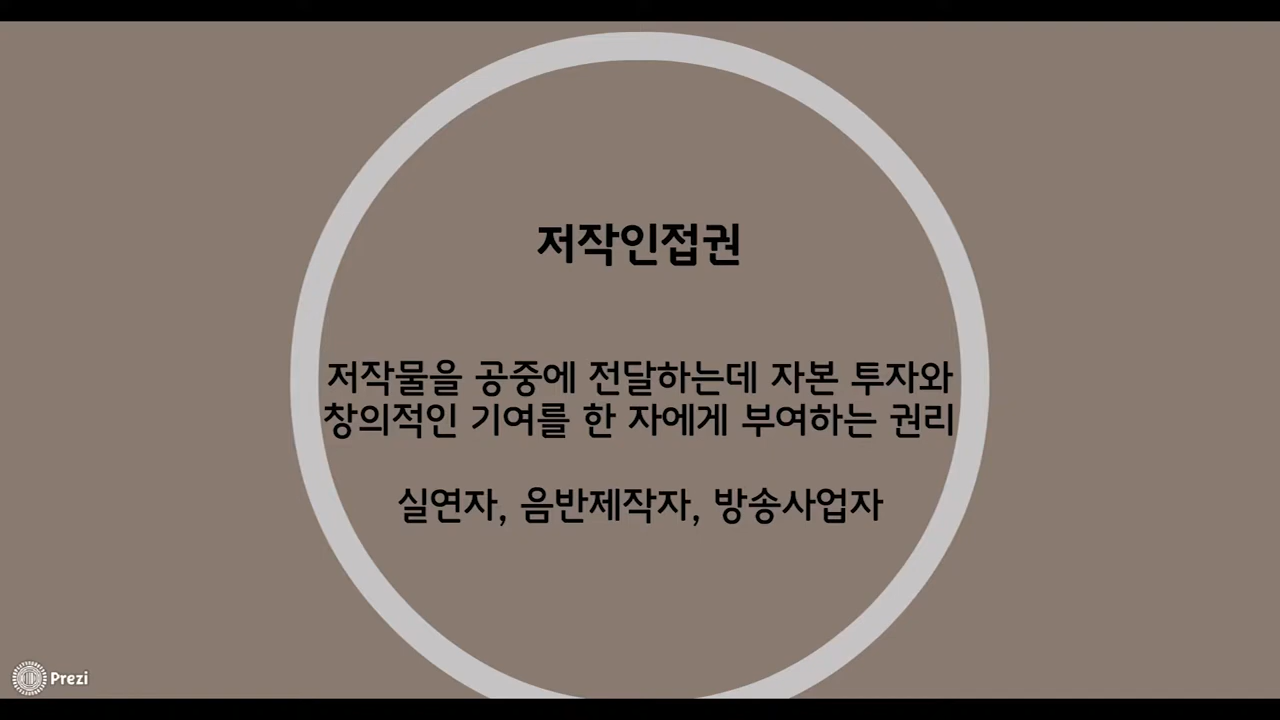 저작인접권
저작물을 공중에 전달하는데 자본 투자와
창의적인 기여를 한 자에게 부여하는 권리
실연자, 음반제작자, 방송사업자
Prezi